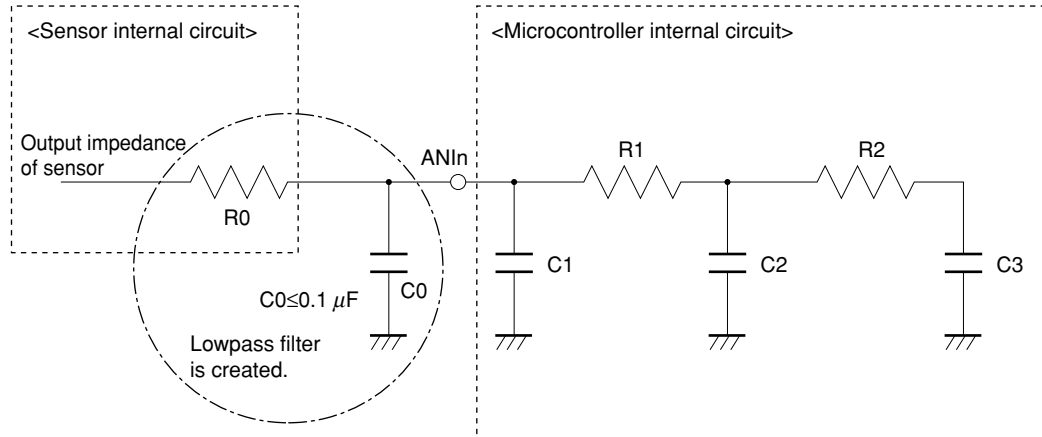 <Sensor internal circuit>
<Microcontroller internal circuit>
Output impedance
of sensor
R0
ANIn
R1
R2
C0
C0≤0.1 μF
C1
C2
C3
Lowpass filter
is created.